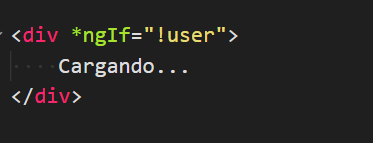 <div *ngIf="!user">
Cargando...
</div>